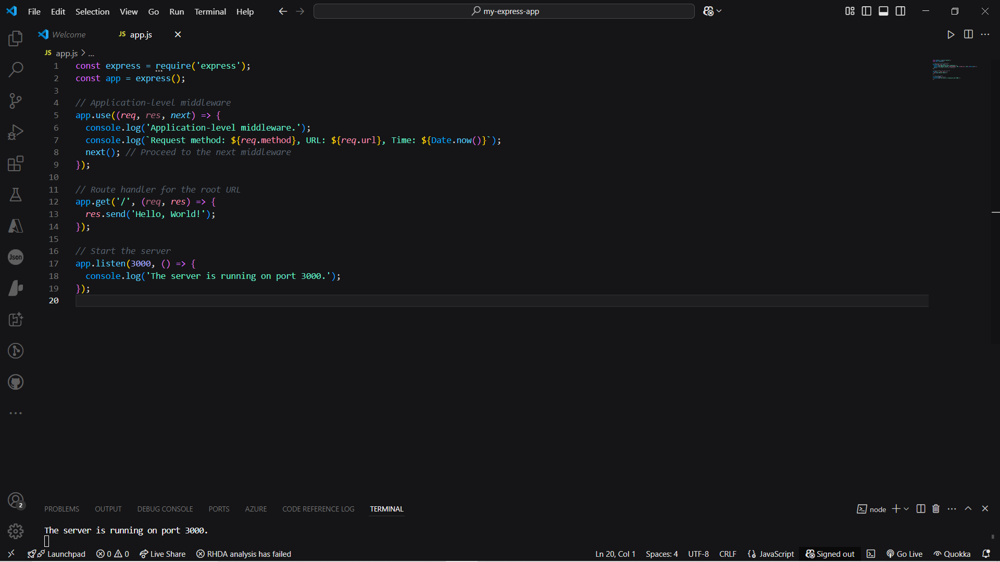 File Edit Selection View Go Run Terminal Help my-express-app
Welcome JS app.js
JS app.js > ...
1 const express = require('express');
2 const app = express();
3
4 // Application-level middleware
5 app.use((req, res, next) => {
6 console.log('Application-level middleware.');
7 console.log(`Request method: ${req.method}, URL: ${req.url}, Time: ${Date.now()}`);
8 next(); // Proceed to the next middleware
9 });
10
11 // Route handler for the root URL
12 app.get('/', (req, res) => {
13 res.send('Hello, World!');
14 });
15
16 // Start the server
17 app.listen(3000, () => {
18 console.log('The server is running on port 3000.');
19 });
20
Json
2
PROBLEMS OUTPUT DEBUG CONSOLE PORTS AZURE CODE REFERENCE LOG TERMINAL node
The server is running on port 3000.
Launchpad 0 0 Live Share RHDA analysis has failed Ln 20, Col 1 Spaces: 4 UTF-8 CRLF JavaScript Signed out Go Live Quokka